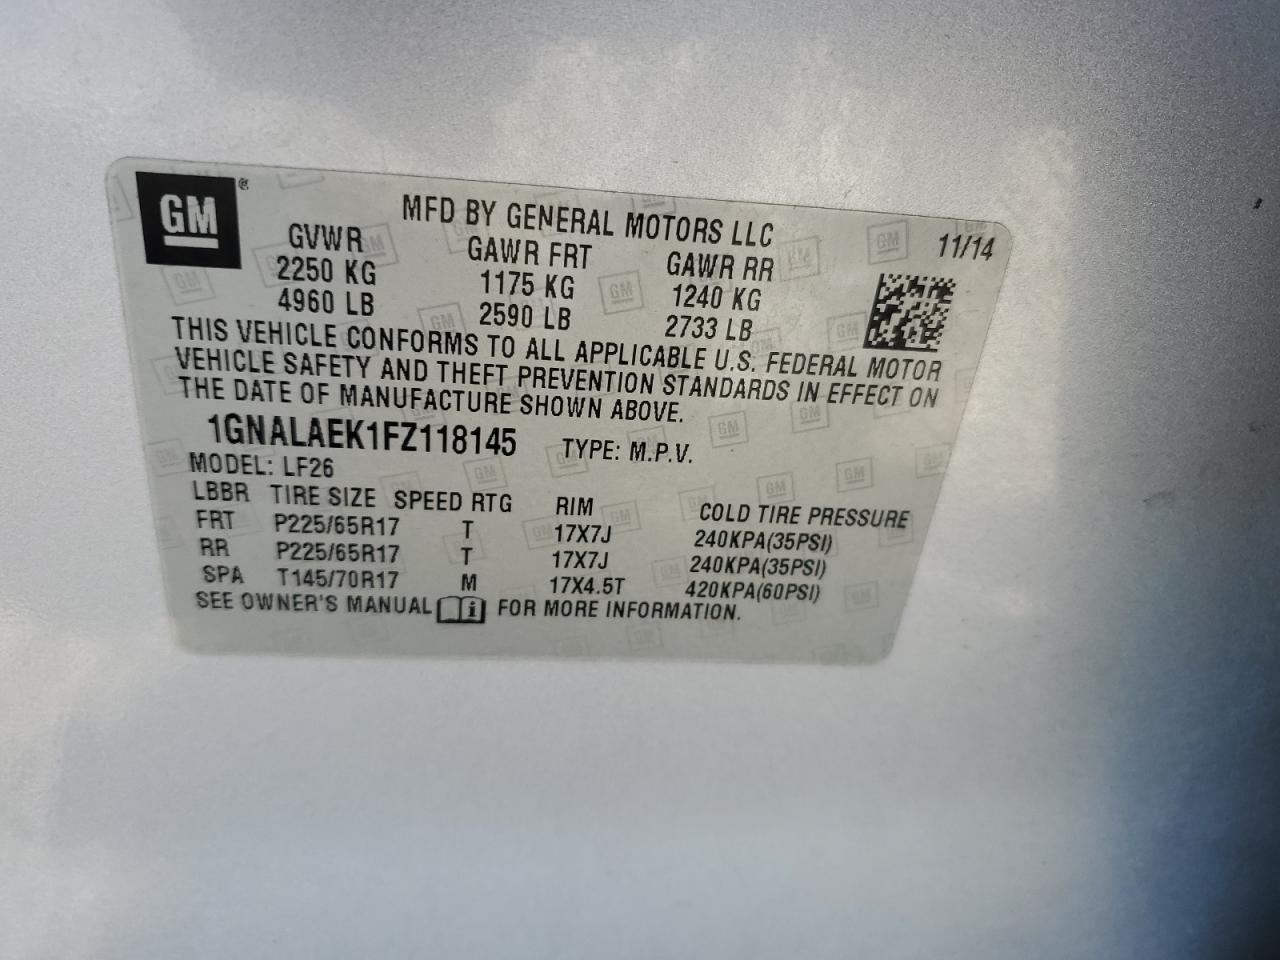 GM ®
MFD BY GENERAL MOTORS LLC
11/14
GVWR GAWR FRT GAWR RR
2250 KG 1175 KG 1240 KG
4960 LB 2590 LB 2733 LB
THIS VEHICLE CONFORMS TO ALL APPLICABLE U.S. FEDERAL MOTOR
VEHICLE SAFETY AND THEFT PREVENTION STANDARDS IN EFFECT ON
THE DATE OF MANUFACTURE SHOWN ABOVE.
1GNALAEK1FZ118145 TYPE: M.P.V.
MODEL: LF26
LBBR TIRE SIZE SPEED RTG RIM COLD TIRE PRESSURE
FRT P225/65R17 T 17X7J 240KPA(35PSI)
RR P225/65R17 T 17X7J 240KPA(35PSI)
SPA T145/70R17 M 17X4.5T 420KPA(60PSI)
SEE OWNER'S MANUAL i FOR MORE INFORMATION.